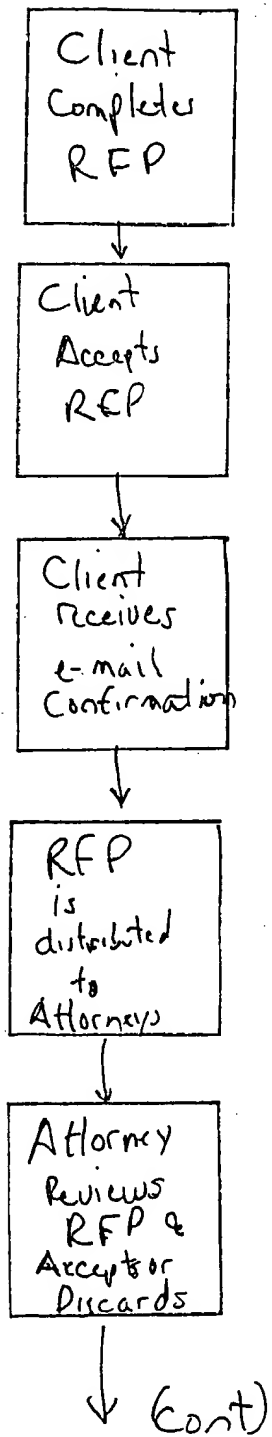 Client
Completes
RFP
Client
Accepts
RFP
Client
receives
e-mail
Confirmation
RFP
is
distributed
to
Attorneys
Attorney
Reviews
RFP &
Accepts or
Discards
(cont)